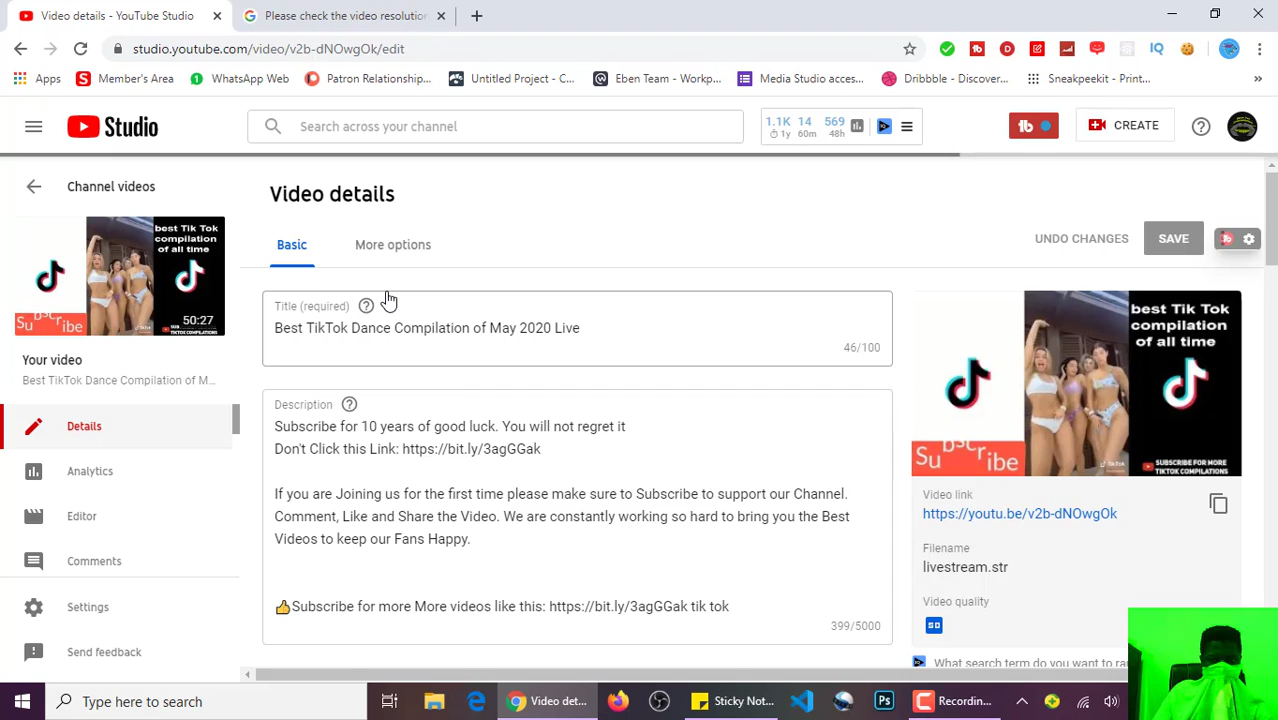 Video details - YouTube Studio
Please check the video resolutio
studio.youtube.com/video/v2b-dNOwgOk/edit
Apps
Member's Area
WhatsApp Web
Patron Relationship...
Untitled Project - C...
Eben Team - Workp...
Media Studio acces...
Dribbble - Discover...
Sneakpeekit - Print...
Studio
Search across your channel
1.1K 14 569
1y 60m 48h
CREATE
Channel videos
best Tik Tok
compilation
of all time
Subscribe
50:27
Your video
Best TikTok Dance Compilation of M...
Details
Analytics
Editor
Comments
Settings
Send feedback
Video details
Basic
More options
UNDO CHANGES
SAVE
Title (required)
Best TikTok Dance Compilation of May 2020 Live
46/100
Description
Subscribe for 10 years of good luck. You will not regret it
Don't Click this Link: https://bit.ly/3agGGak
If you are Joining us for the first time please make sure to Subscribe to support our Channel.
Comment, Like and Share the Video. We are constantly working so hard to bring you the Best
Videos to keep our Fans Happy.
👍Subscribe for more More videos like this: https://bit.ly/3agGGak tik tok
399/5000
best Tik Tok
compilation
of all time
Subscribe
TikTok
SUBSCRIBE FOR MORE
TIKTOK COMPILATIONS
Video link
https://youtu.be/v2b-dNOwgOk
Filename
livestream.str
Video quality
SD
What search term do you want to ra
Type here to search
Video det...
Sticky Not...
Recording...